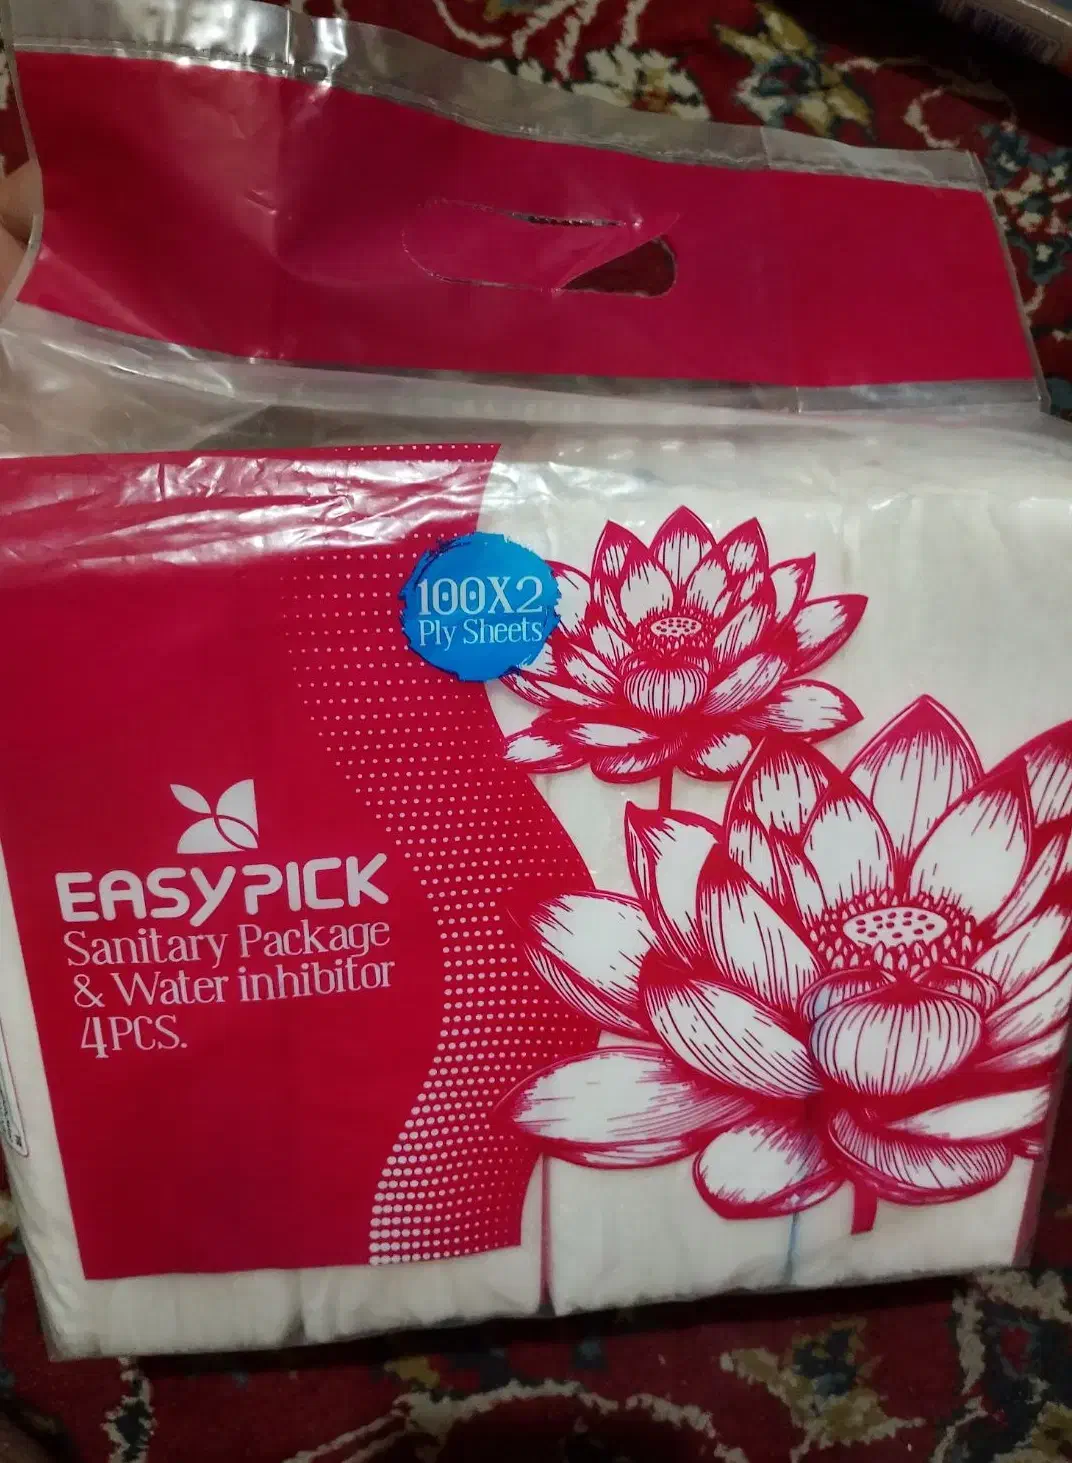 100X2
Ply Sheets
EASYPICK
Sanitary Package
& Water inhibitor
4PCS.